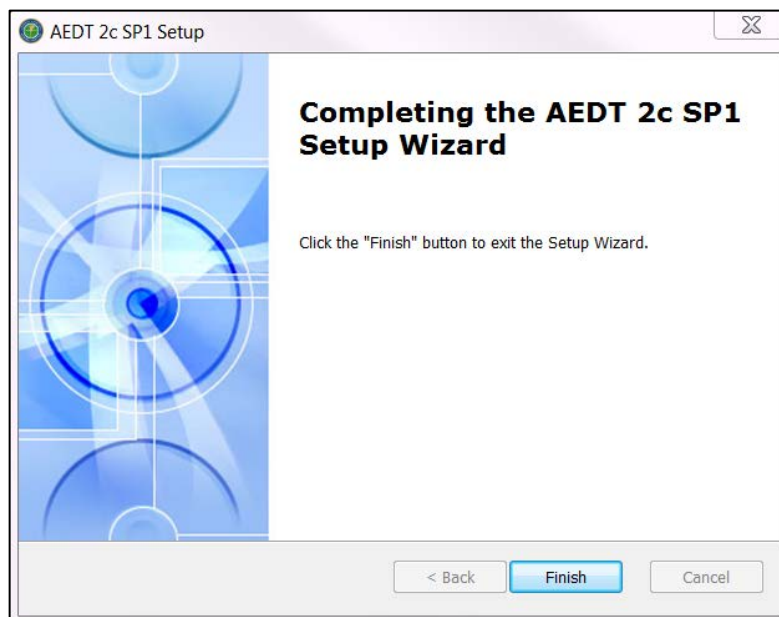 AEDT 2c SP1 Setup
Completing the AEDT 2c SP1
Setup Wizard
Click the "Finish" button to exit the Setup Wizard.
< Back
Finish
Cancel